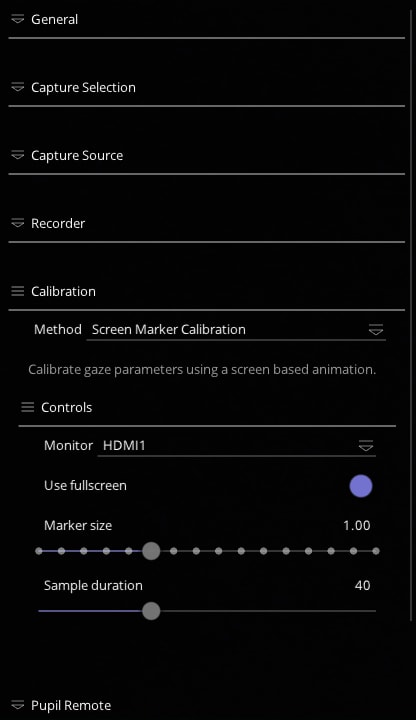 General
Capture Selection
Capture Source
Recorder
Calibration
Method Screen Marker Calibration
Calibrate gaze parameters using a screen based animation.
Controls
Monitor HDMI1
Use fullscreen
Marker size 1.00
Sample duration 40
Pupil Remote